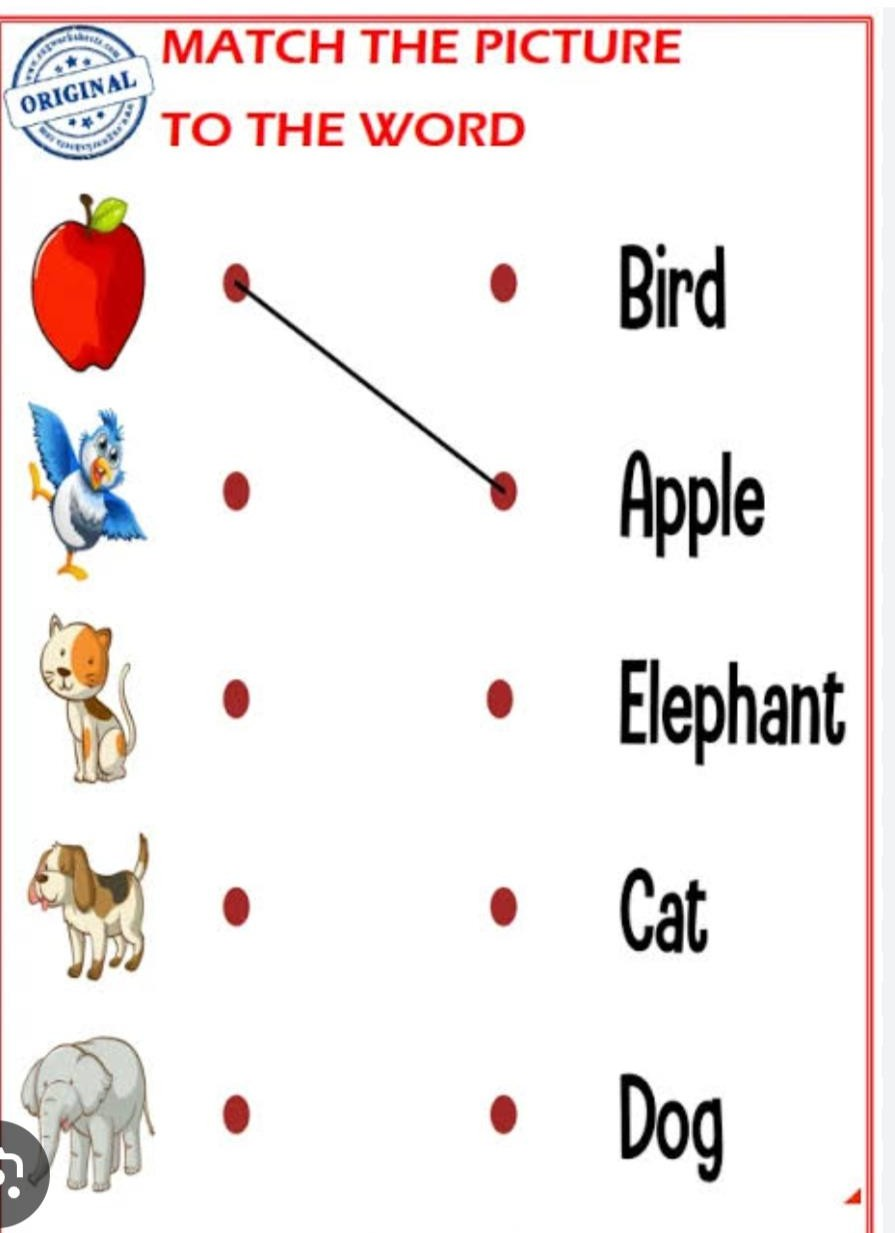 MATCH THE PICTURE
TO THE WORD
ORIGINAL
Bird
Apple
Elephant
Cat
Dog